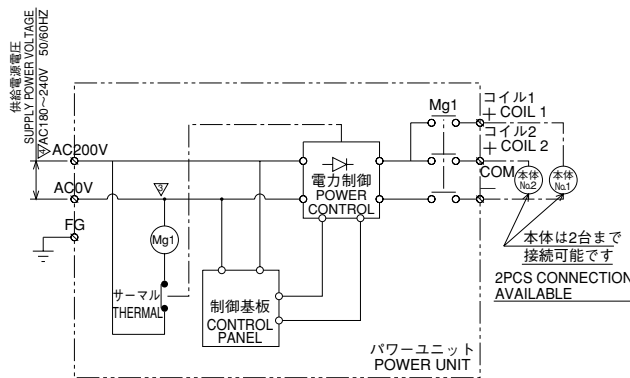 供給電源電圧
SUPPLY POWER VOLTAGE
4 AC180～240V 50/60HZ
AC200V
AC0V
FG
Mg1
サーマル
THERMAL
制御基板
CONTROL
PANEL
電力制御
POWER
CONTROL
Mg1
コイル1
+ COIL 1
コイル2
+ COIL 2
COM
−
本体
No.2
本体
No.1
本体は2台まで
接続可能です
2PCS CONNECTION
AVAILABLE
パワーユニット
POWER UNIT